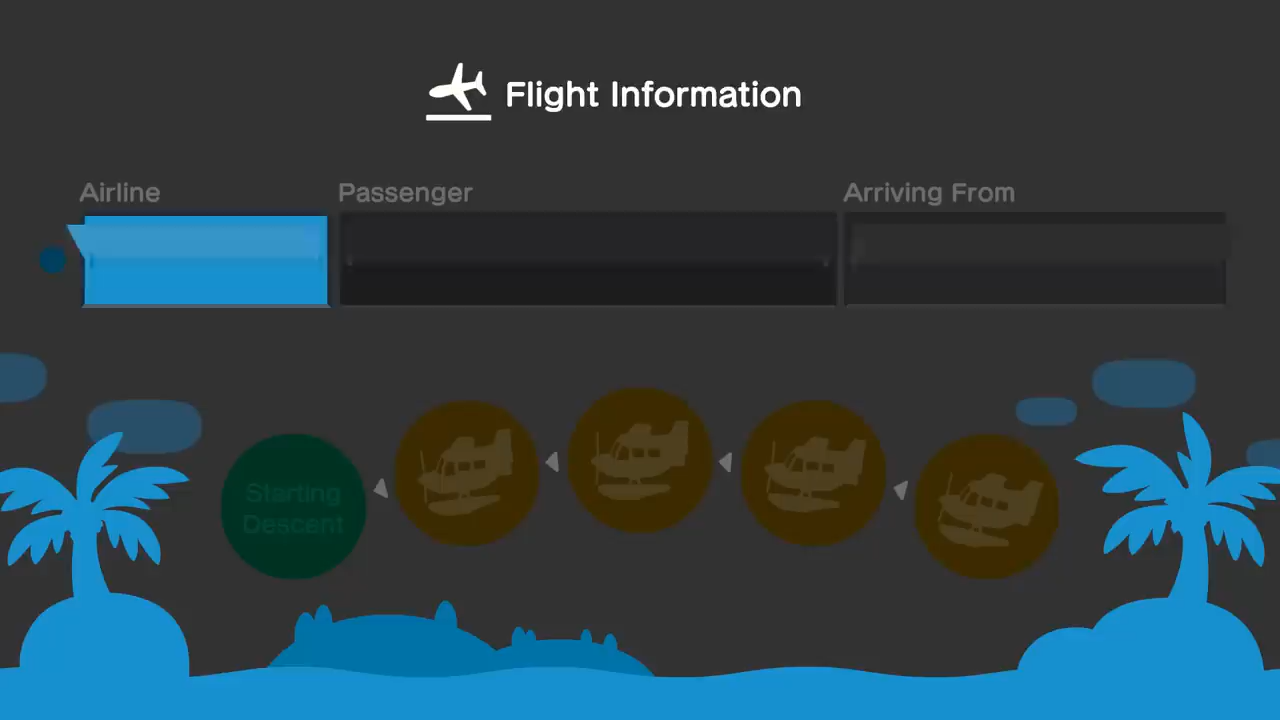 Flight Information
Airline
Passenger
Arriving From
Starting
Descent